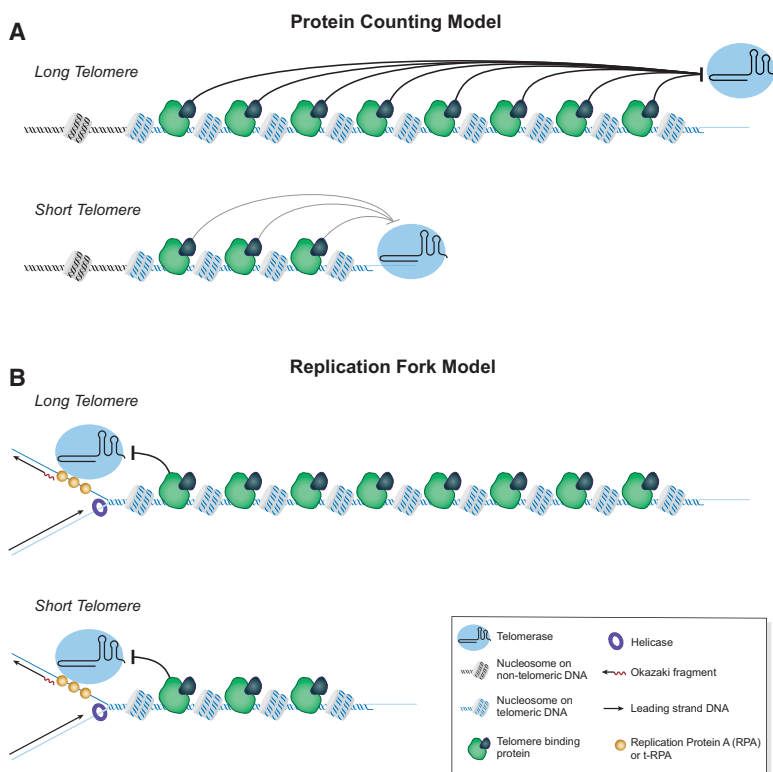 Protein Counting Model
A
Long Telomere
Short Telomere
Replication Fork Model
B
Long Telomere
Short Telomere
Telomerase
Helicase
Nucleosome on
non-telomeric DNA
Okazaki fragment
Nucleosome on
telomeric DNA
Leading strand DNA
Telomere binding
protein
Replication Protein A (RPA)
or t-RPA